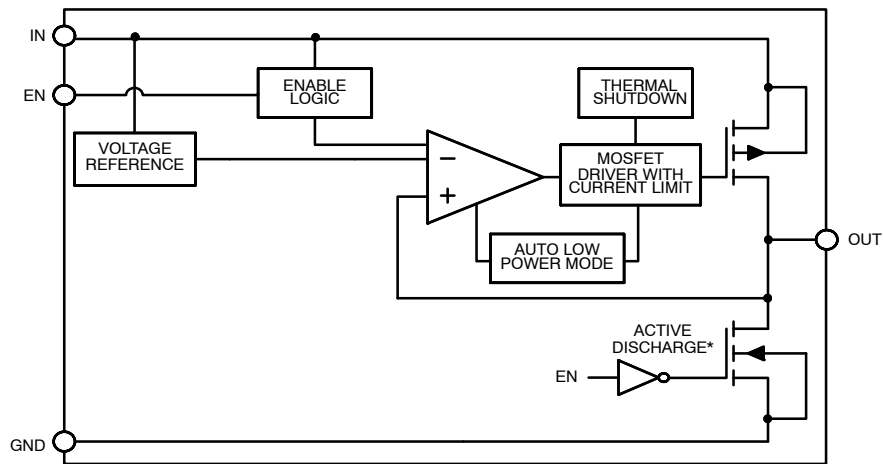 IN
EN
ENABLE
LOGIC
THERMAL
SHUTDOWN
VOLTAGE
REFERENCE
−
+
MOSFET
DRIVER WITH
CURRENT LIMIT
AUTO LOW
POWER MODE
OUT
ACTIVE
DISCHARGE*
EN
GND